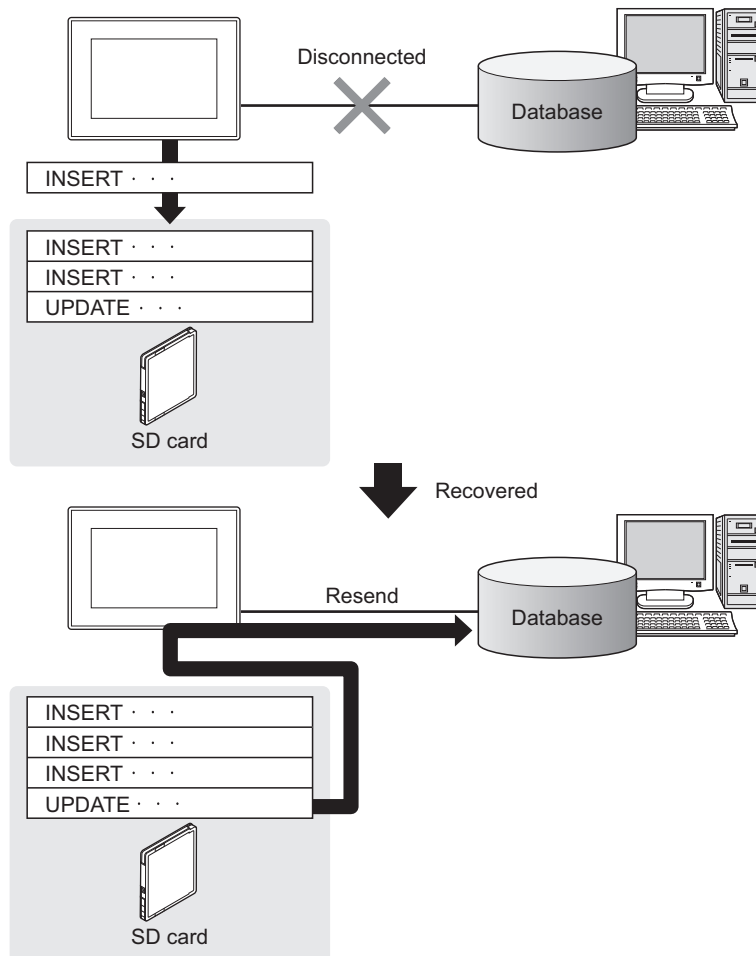 Disconnected
Database
INSERT · · ·
INSERT · · ·
INSERT · · ·
UPDATE · · ·
SD card
Recovered
Resend
Database
INSERT · · ·
INSERT · · ·
INSERT · · ·
UPDATE · · ·
SD card